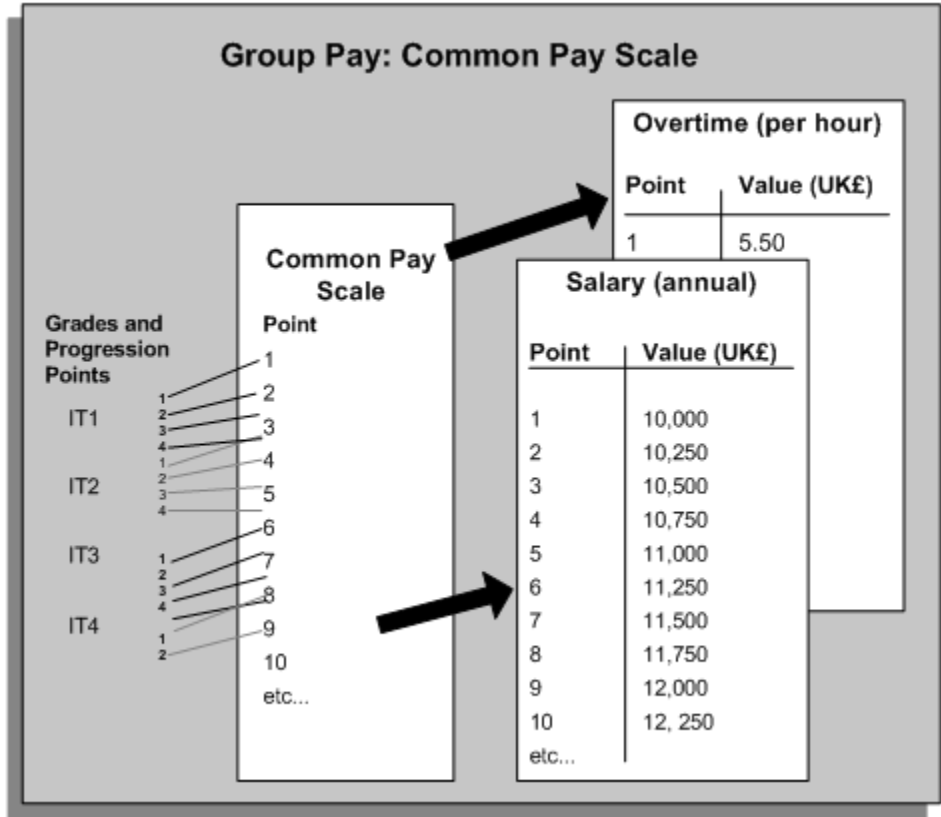 Group Pay: Common Pay Scale
Overtime (per hour)
Point Value (UK£)
1 5.50
Common Pay
Scale
Point
1
2
3
4
5
6
7
8
9
10
etc...
Grades and
Progression
Points
IT1
1
2
3
4
IT2
1
2
3
4
IT3
1
2
3
4
IT4
1
2
Salary (annual)
Point Value (UK£)
1 10,000
2 10,250
3 10,500
4 10,750
5 11,000
6 11,250
7 11,500
8 11,750
9 12,000
10 12, 250
etc...